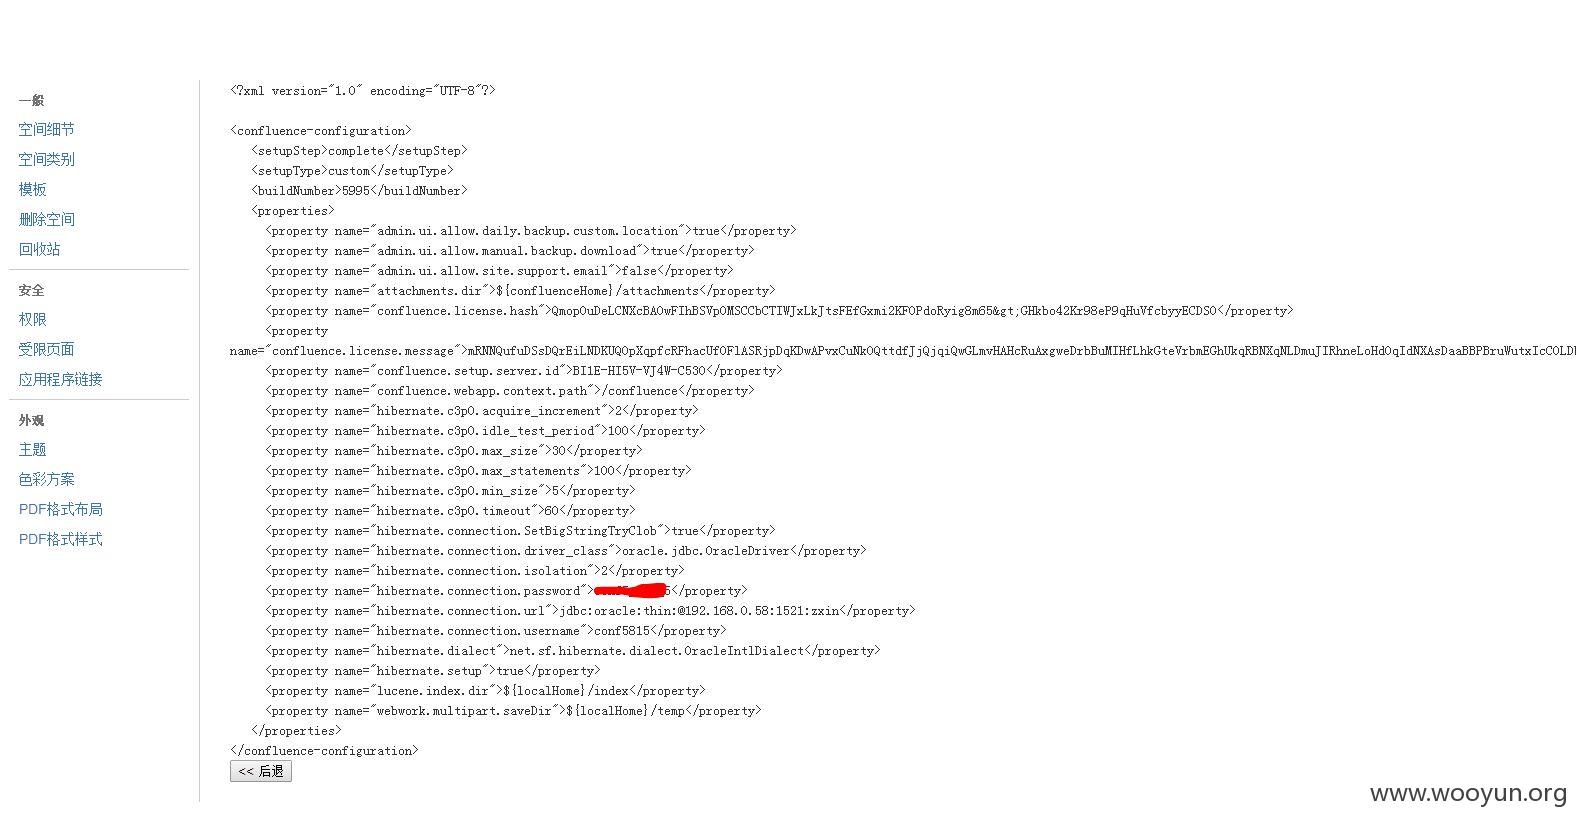 一般
空间细节
空间类别
模板
删除空间
回收站
安全
权限
受限页面
应用程序链接
外观
主题
色彩方案
PDF格式布局
PDF格式样式
<?xml version="1.0" encoding="UTF-8"?>
<confluence-configuration>
<setupStep>complete</setupStep>
<setupType>custom</setupType>
<buildNumber>5995</buildNumber>
<properties>
<property name="admin.ui.allow.daily.backup.custom.location">true</property>
<property name="admin.ui.allow.manual.backup.download">true</property>
<property name="admin.ui.allow.site.support.email">false</property>
<property name="attachments.dir">${confluenceHome}/attachments</property>
<property name="confluence.license.hash">QmopOuDeLCNXcBAOwFIhBSVpOMSCCbCTIWJxLkJtsFEfGxmi2KFOPdoRyig8m65&gt;GHkbo42Kr98eP9qHuVfcbyyECDSO</property>
<property
name="confluence.license.message">mRNNQufuDSsDQrEiLNDKUQOpXqpfcRFhacUfOFlASRjpDqKDwAPvxCuNkOQttdfJjQjqiQwGLmvHAHcRuAxgweDrbBuMIHfLhkGteVrbmEGhUkqRBNXqNLDmuJIRhneLoHdOqIdNXAsDaaBBPBruWutxIcCOLD
<property name="confluence.setup.server.id">BI1E-HI5V-VJ4W-C530</property>
<property name="confluence.webapp.context.path">/confluence</property>
<property name="hibernate.c3p0.acquire_increment">2</property>
<property name="hibernate.c3p0.idle_test_period">100</property>
<property name="hibernate.c3p0.max_size">30</property>
<property name="hibernate.c3p0.max_statements">100</property>
<property name="hibernate.c3p0.min_size">5</property>
<property name="hibernate.c3p0.timeout">60</property>
<property name="hibernate.connection.SetBigStringTryClob">true</property>
<property name="hibernate.connection.driver_class">oracle.jdbc.OracleDriver</property>
<property name="hibernate.connection.isolation">2</property>
<property name="hibernate.connection.password"></property>
<property name="hibernate.connection.url">jdbc:oracle:thin:@192.168.0.58:1521:zxin</property>
<property name="hibernate.connection.username">conf5815</property>
<property name="hibernate.dialect">net.sf.hibernate.dialect.OracleIntlDialect</property>
<property name="hibernate.setup">true</property>
<property name="lucene.index.dir">${localHome}/index</property>
<property name="webwork.multipart.saveDir">${localHome}/temp</property>
</properties>
</confluence-configuration>
<< 后退
www.wooyun.org